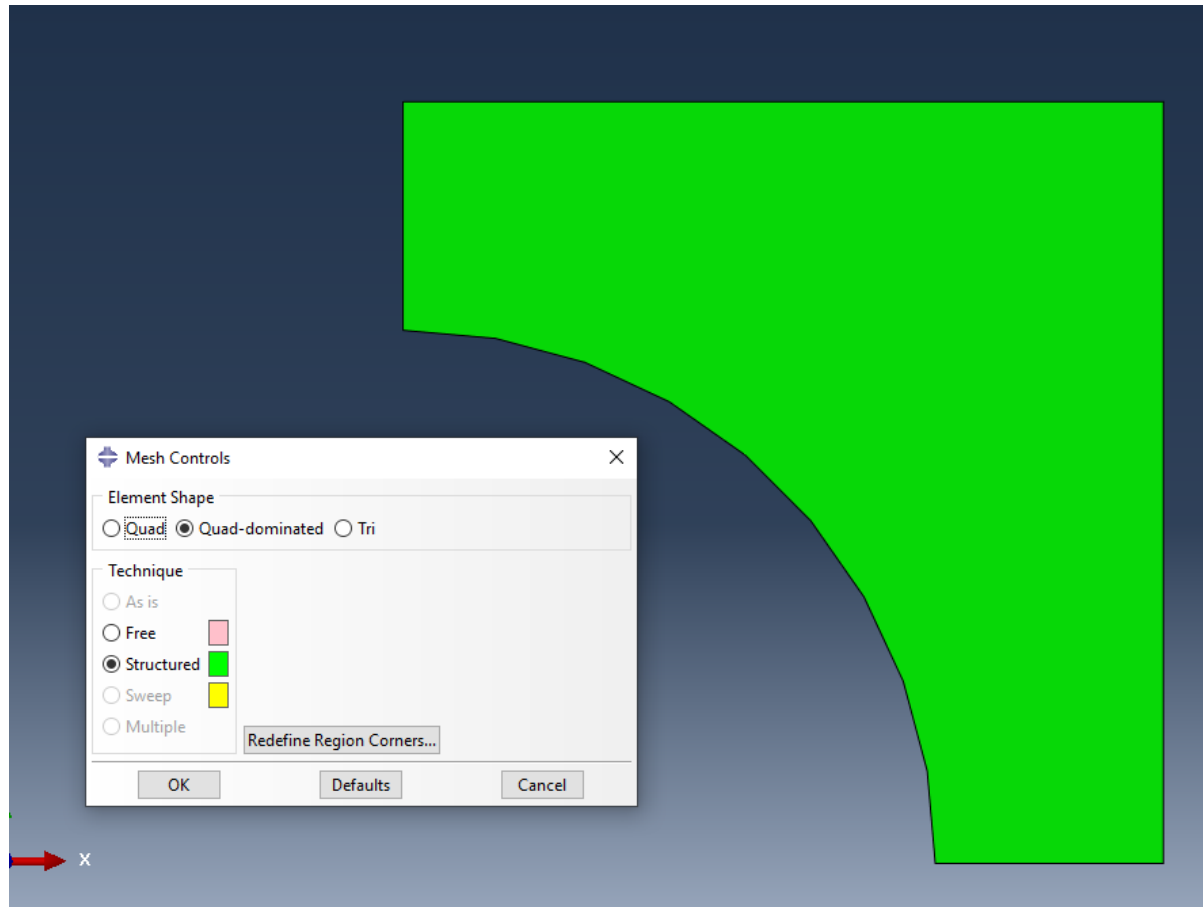 Mesh Controls
Element Shape
Quad Quad-dominated Tri
Technique
As is
Free
Structured
Sweep
Multiple
Redefine Region Corners...
OK Defaults Cancel
X